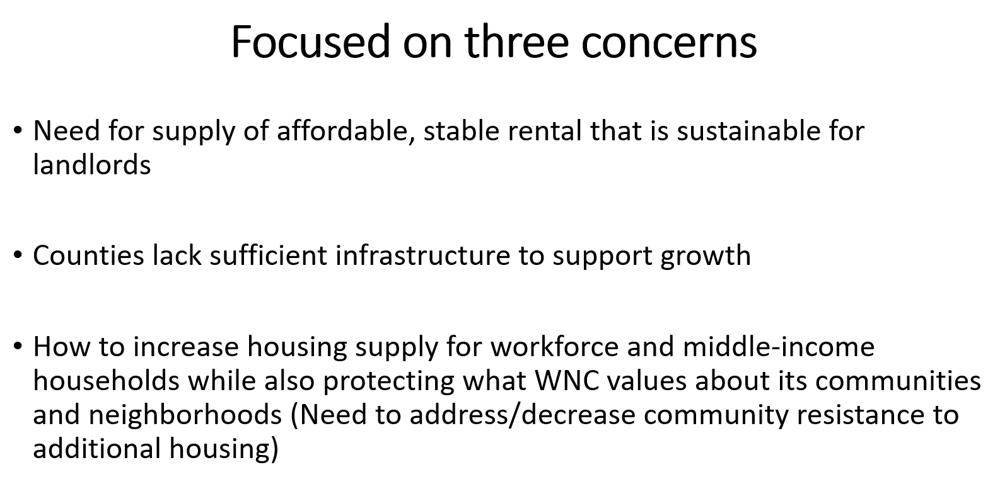 Focused on three concerns
• Need for supply of affordable, stable rental that is sustainable for
landlords
• Counties lack sufficient infrastructure to support growth
• How to increase housing supply for workforce and middle-income
households while also protecting what WNC values about its communities
and neighborhoods (Need to address/decrease community resistance to
additional housing)